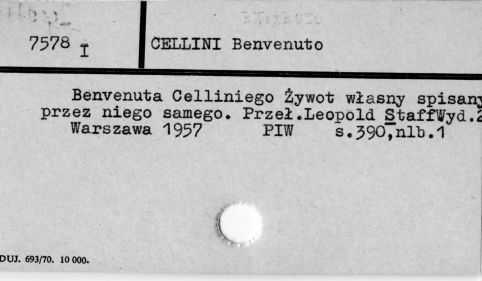 7578 I
CELLINI Benvenuto
Benvenuta Celliniego Żywot własny spisany
przez niego samego. Przeł.Leopold StaffWyd.2
Warszawa 1957 PIW s.390,nlb.1
DUJ. 693/70. 10 000.